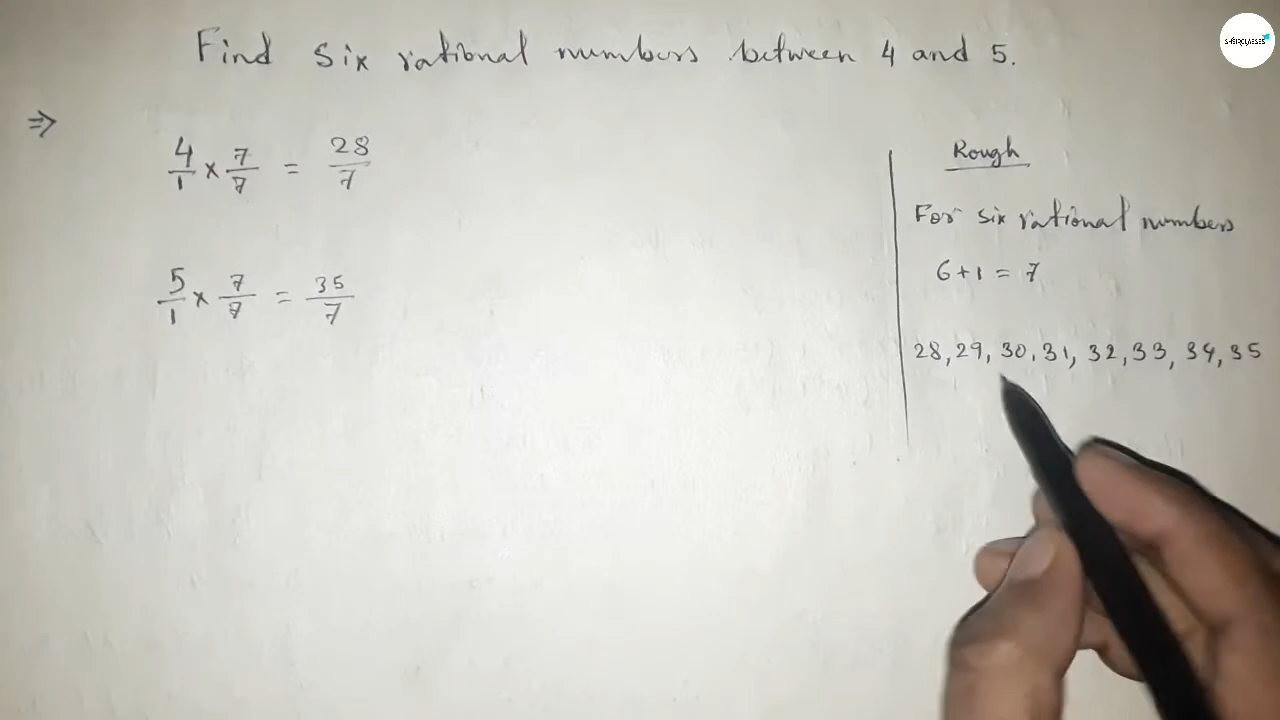 Find six rational numbers between 4 and 5.
⇒
4/1 × 7/7 = 28/7
5/1 × 7/7 = 35/7
Rough
For six rational numbers
6+1 = 7
28, 29, 30, 31, 32, 33, 34, 35